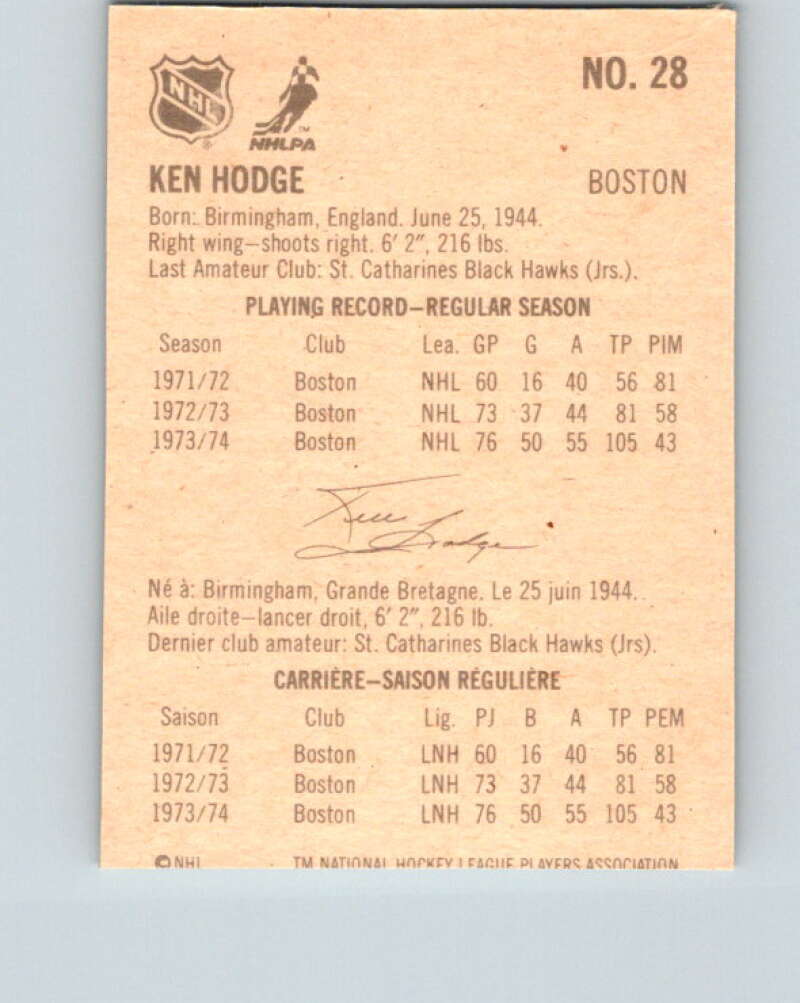 NO. 28
NHL
NHLPA
KEN HODGE BOSTON
Born: Birmingham, England. June 25, 1944.
Right wing—shoots right. 6′ 2″, 216 lbs.
Last Amateur Club: St. Catharines Black Hawks (Jrs.).
PLAYING RECORD—REGULAR SEASON
Season Club Lea. GP G A TP PIM
1971/72 Boston NHL 60 16 40 56 81
1972/73 Boston NHL 73 37 44 81 58
1973/74 Boston NHL 76 50 55 105 43
Ken Hodge
Né à: Birmingham, Grande Bretagne. Le 25 juin 1944.
Aile droite—lancer droit, 6′ 2″, 216 lb.
Dernier club amateur: St. Catharines Black Hawks (Jrs).
CARRIÈRE—SAISON RÉGULIÈRE
Saison Club Lig. PJ B A TP PEM
1971/72 Boston LNH 60 16 40 56 81
1972/73 Boston LNH 73 37 44 81 58
1973/74 Boston LNH 76 50 55 105 43
© NHL TM NATIONAL HOCKEY LEAGUE PLAYERS ASSOCIATION